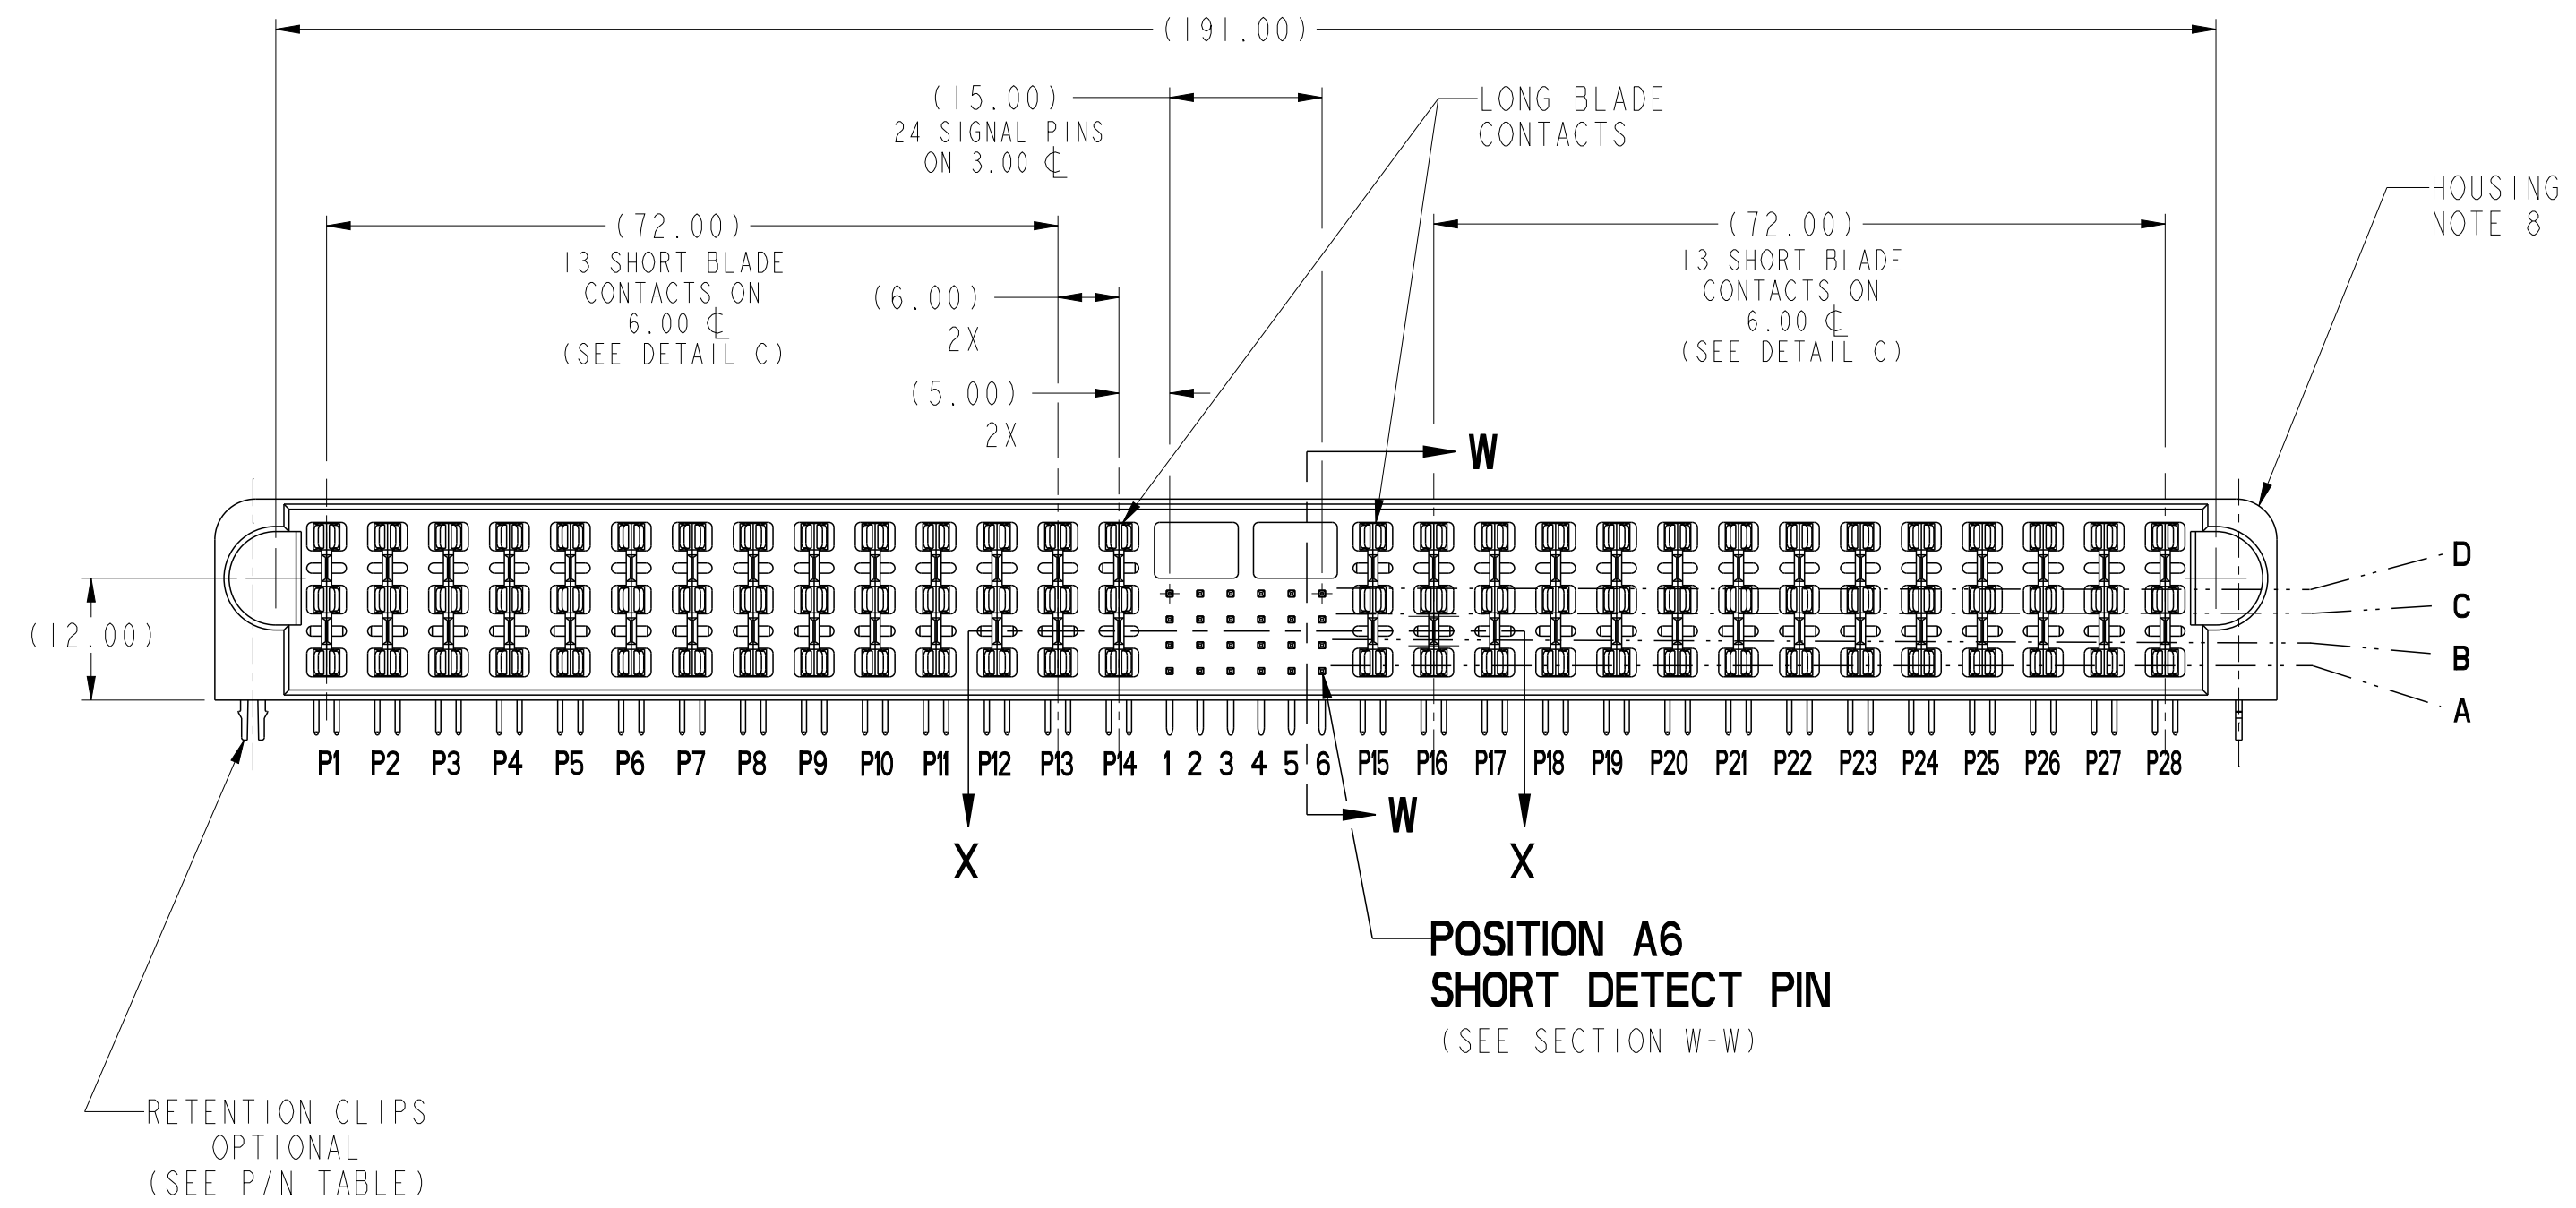 (191.00)
(15.00)
24 SIGNAL PINS
ON 3.00 ℄
LONG BLADE
CONTACTS
HOUSING
NOTE 8
(72.00)
13 SHORT BLADE
CONTACTS ON
6.00 ℄
(SEE DETAIL C)
(6.00)
2X
(5.00)
2X
(72.00)
13 SHORT BLADE
CONTACTS ON
6.00 ℄
(SEE DETAIL C)
W
D
C
B
A
(12.00)
P1 P2 P3 P4 P5 P6 P7 P8 P9 P10 P11 P12 P13 P14 1 2 3 4 5 6 P15 P16 P17 P18 P19 P20 P21 P22 P23 P24 P25 P26 P27 P28
W
X X
POSITION A6
SHORT DETECT PIN
(SEE SECTION W-W)
RETENTION CLIPS
OPTIONAL
(SEE P/N TABLE)